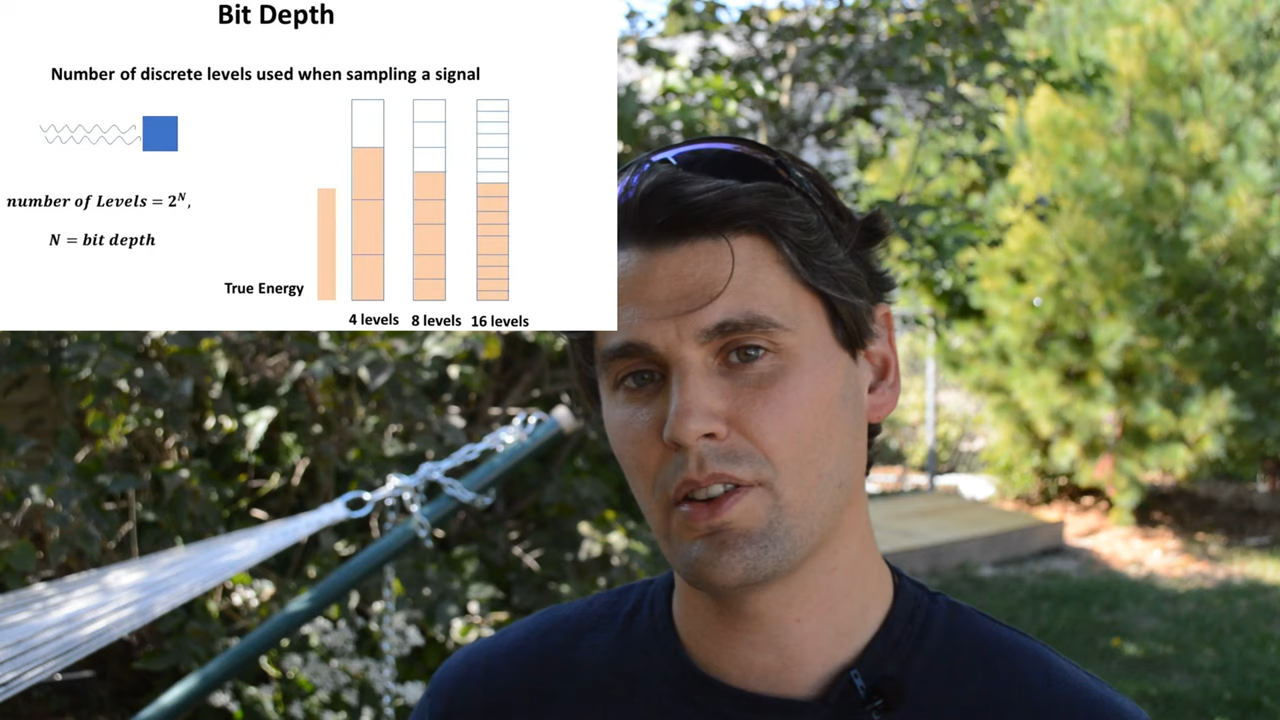 Bit Depth
Number of discrete levels used when sampling a signal
number of Levels = 2^N,
N = bit depth
True Energy
4 levels 8 levels 16 levels